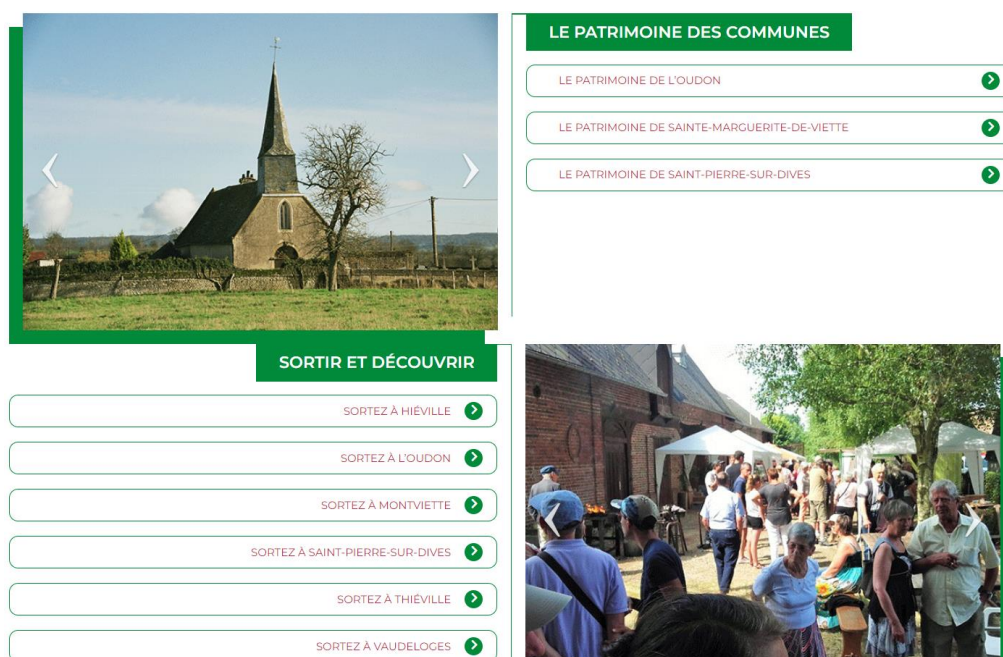 LE PATRIMOINE DES COMMUNES
LE PATRIMOINE DE L'OUDON
LE PATRIMOINE DE SAINTE-MARGUERITE-DE-VIETTE
LE PATRIMOINE DE SAINT-PIERRE-SUR-DIVES
SORTIR ET DÉCOUVRIR
SORTEZ À HIÉVILLE
SORTEZ À L'OUDON
SORTEZ À MONTVIETTE
SORTEZ À SAINT-PIERRE-SUR-DIVES
SORTEZ À THIÉVILLE
SORTEZ À VAUDELOGES